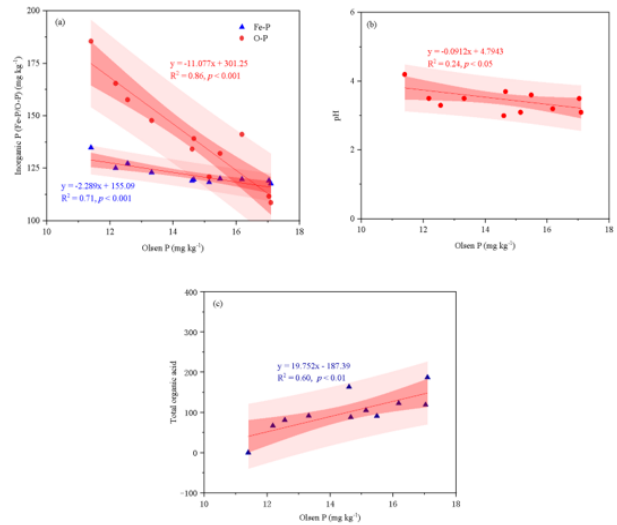 (a)
Fe-P
O-P
y = -11.077x + 301.25
R² = 0.86, p < 0.001
y = -2.289x + 155.09
R² = 0.71, p < 0.001
Inorganic P (Fe-P/O-P) (mg kg⁻¹)
200
175
150
125
100
10
12
14
16
18
Olsen P (mg kg⁻¹)
(b)
y = -0.0912x + 4.7943
R² = 0.24, p < 0.05
pH
6
4
2
0
10
12
14
16
18
Olsen P (mg kg⁻¹)
(c)
y = 19.752x - 187.39
R² = 0.60, p < 0.01
Total organic acid
400
300
200
100
0
−100
10
12
14
16
18
Olsen P (mg kg⁻¹)